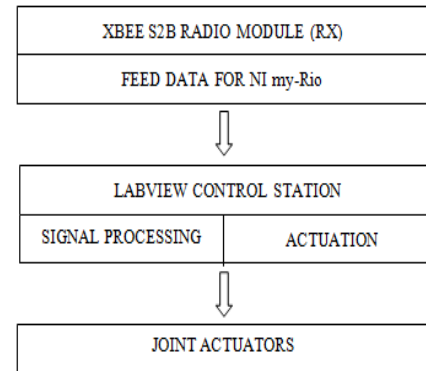 XBEE S2B RADIO MODULE (RX)
FEED DATA FOR NI my-Rio
LABVIEW CONTROL STATION
SIGNAL PROCESSING
ACTUATION
JOINT ACTUATORS